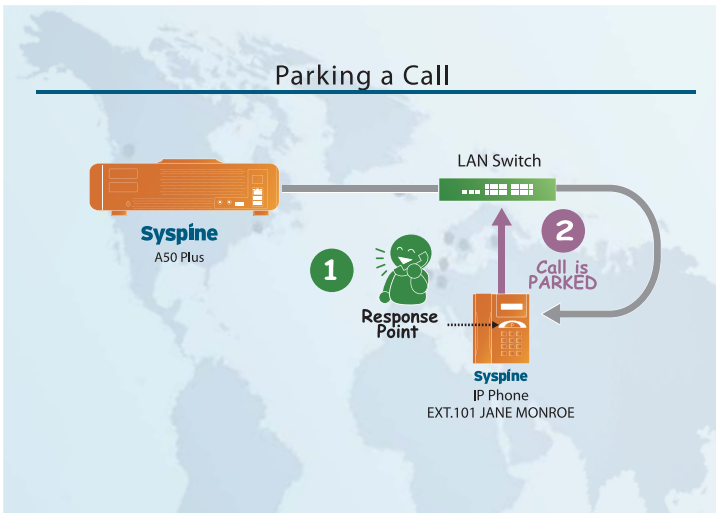 Parking a Call
LAN Switch
Syspine
A50 Plus
1
2
Call is
PARKED
Response
Point
Syspine
IP Phone
EXT.101 JANE MONROE